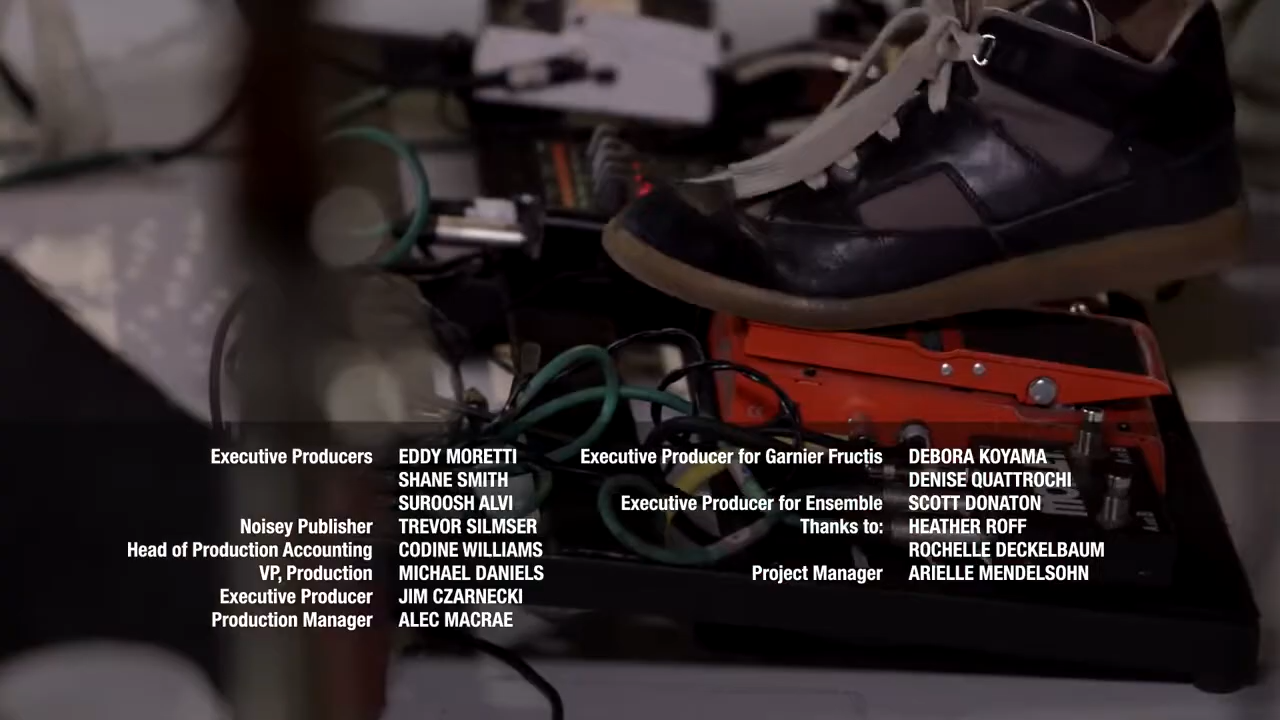 Executive Producers EDDY MORETTI
SHANE SMITH
SUROOSH ALVI
Noisey Publisher TREVOR SILMSER
Head of Production Accounting CODINE WILLIAMS
VP, Production MICHAEL DANIELS
Executive Producer JIM CZARNECKI
Production Manager ALEC MACRAE
Executive Producer for Garnier Fructis DEBORA KOYAMA
DENISE QUATTROCHI
Executive Producer for Ensemble SCOTT DONATON
Thanks to: HEATHER ROFF
ROCHELLE DECKELBAUM
Project Manager ARIELLE MENDELSOHN